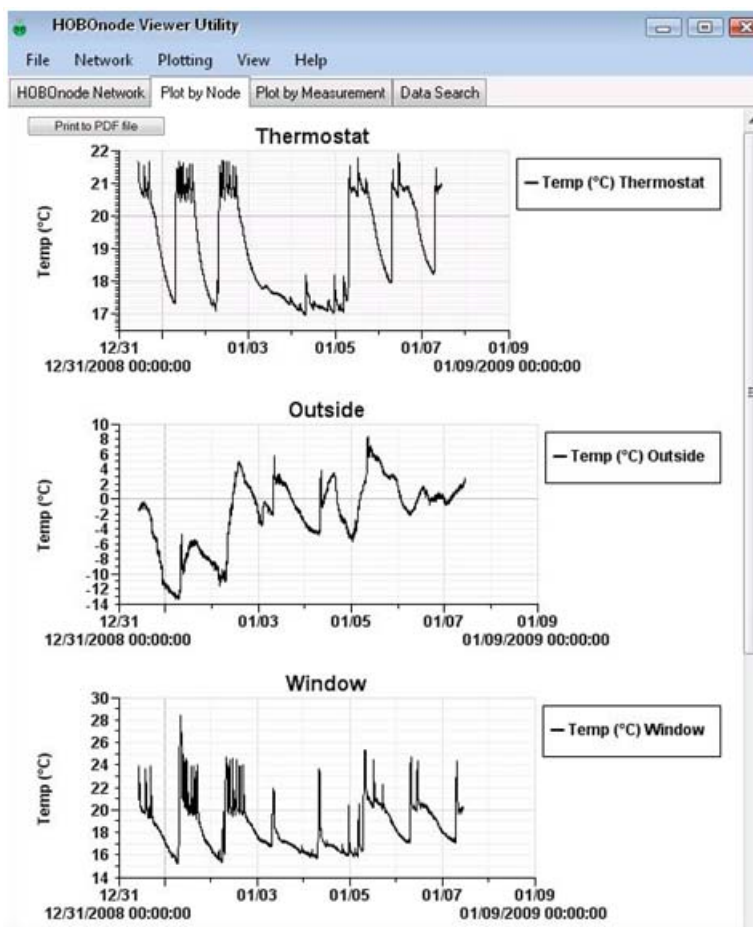 HOBOnode Viewer Utility
File Network Plotting View Help
HOBOnode Network Plot by Node Plot by Measurement Data Search
Print to PDF file
Thermostat
22
21
20
19
18
17
Temp (°C)
Temp (°C) Thermostat
12/31 01/03 01/05 01/07 01/09
12/31/2008 00:00:00 01/09/2009 00:00:00
Outside
10
8
6
4
2
0
-2
-4
-6
-8
-10
-12
-14
Temp (°C)
Temp (°C) Outside
12/31 01/03 01/05 01/07 01/09
12/31/2008 00:00:00 01/09/2009 00:00:00
Window
30
28
26
24
22
20
18
16
14
Temp (°C)
Temp (°C) Window
12/31 01/03 01/05 01/07 01/09
12/31/2008 00:00:00 01/09/2009 00:00:00